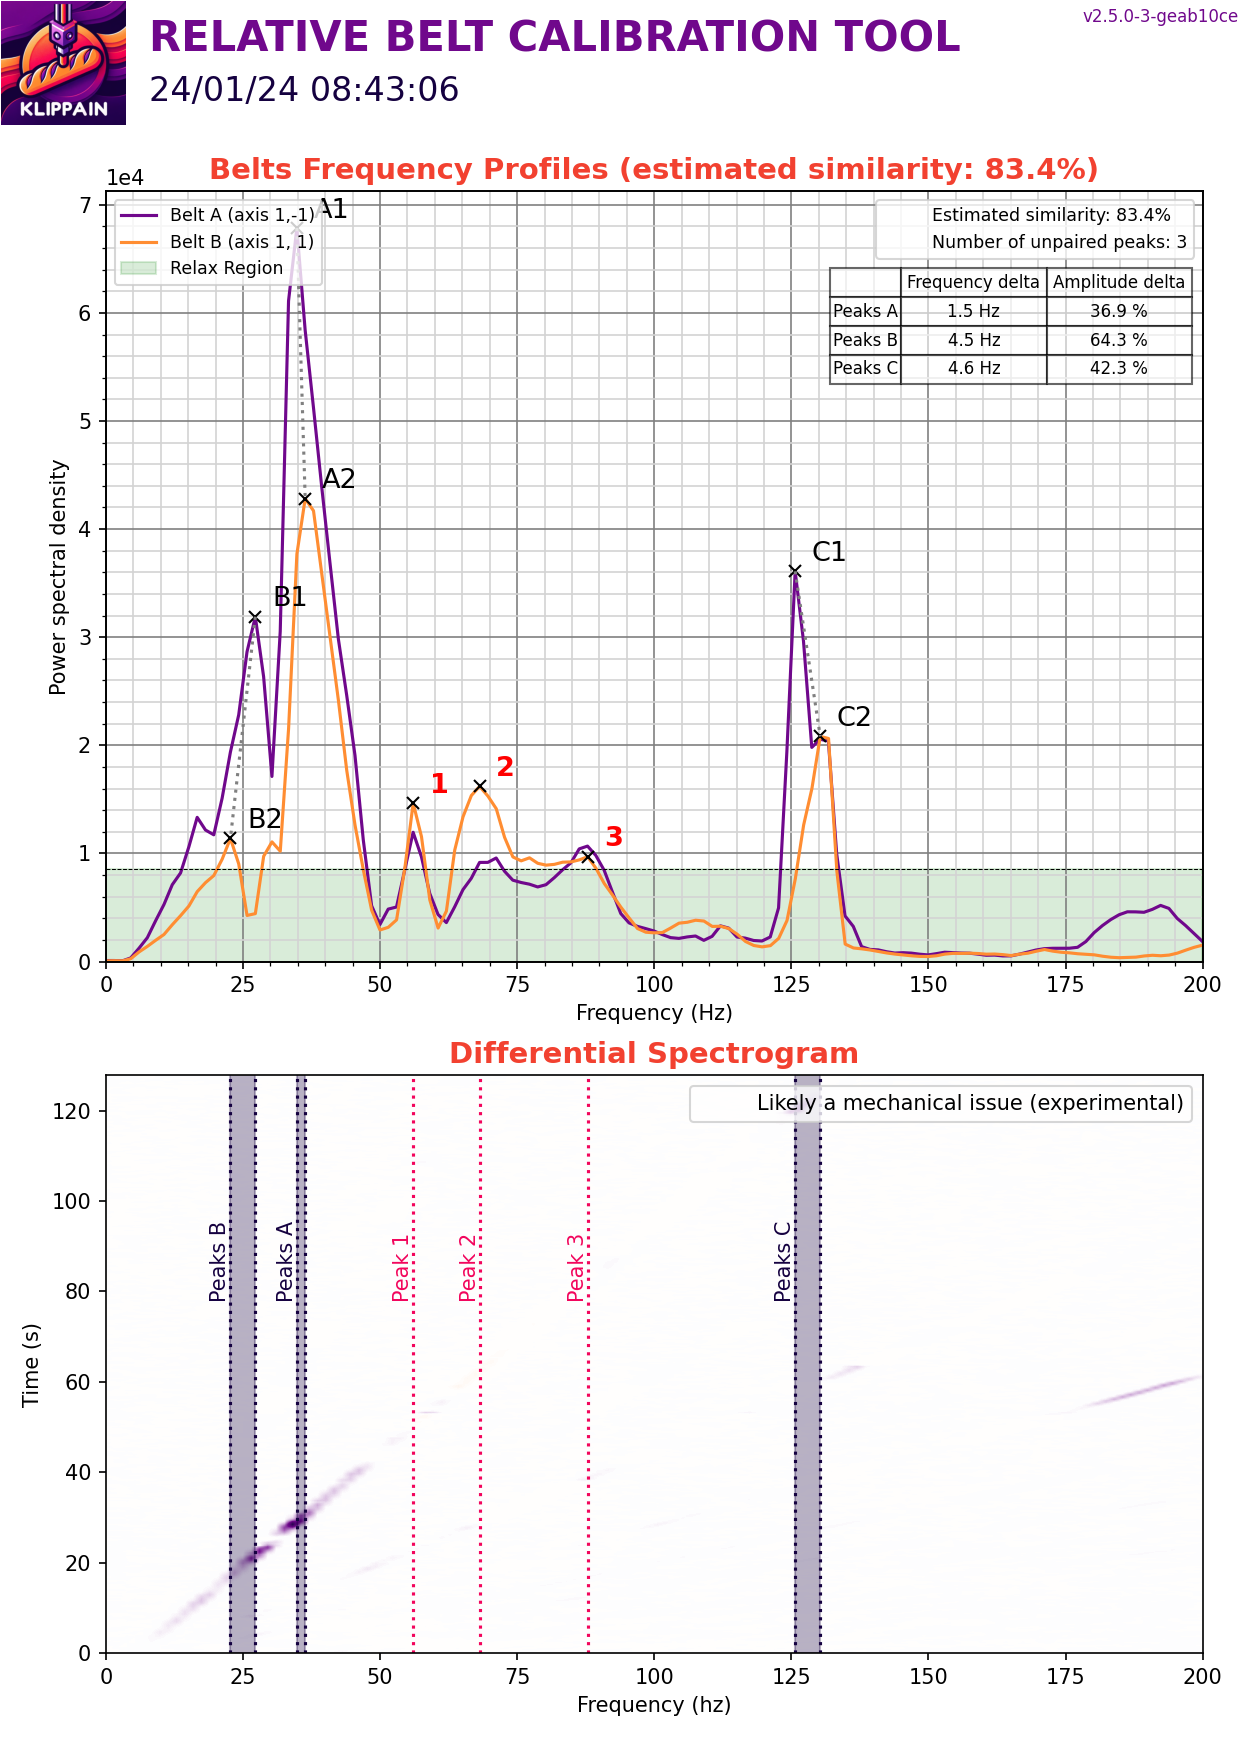 v2.5.0-3-geab10ce
RELATIVE BELT CALIBRATION TOOL
24/01/24 08:43:06
KLIPPAIN
Belts Frequency Profiles (estimated similarity: 83.4%)
1e4
Belt A (axis 1,-1)
Belt B (axis 1, 1)
Relax Region
Estimated similarity: 83.4%
Number of unpaired peaks: 3
Frequency delta Amplitude delta
Peaks A 1.5 Hz 36.9 %
Peaks B 4.5 Hz 64.3 %
Peaks C 4.6 Hz 42.3 %
A1
A2
B1
B2
C1
C2
1
2
3
7
6
5
4
3
2
1
0
Power spectral density
0 25 50 75 100 125 150 175 200
Frequency (Hz)
Differential Spectrogram
Likely a mechanical issue (experimental)
Peaks B
Peaks A
Peak 1
Peak 2
Peak 3
Peaks C
120
100
80
60
40
20
0
Time (s)
0 25 50 75 100 125 150 175 200
Frequency (hz)